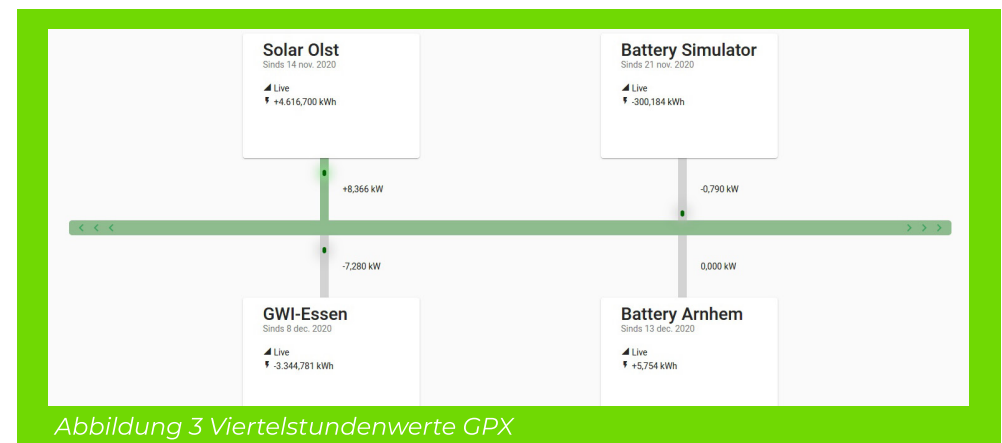 Solar Olst
Sinds 14 nov. 2020
Live
+4.616,700 kWh
Battery Simulator
Sinds 21 nov. 2020
Live
-300,184 kWh
+8,366 kW
-0,790 kW
-7,280 kW
0,000 kW
GWI-Essen
Sinds 8 dec. 2020
Live
-3.344,781 kWh
Battery Arnhem
Sinds 13 dec. 2020
Live
+5,754 kWh
Abbildung 3 Viertelstundenwerte GPX